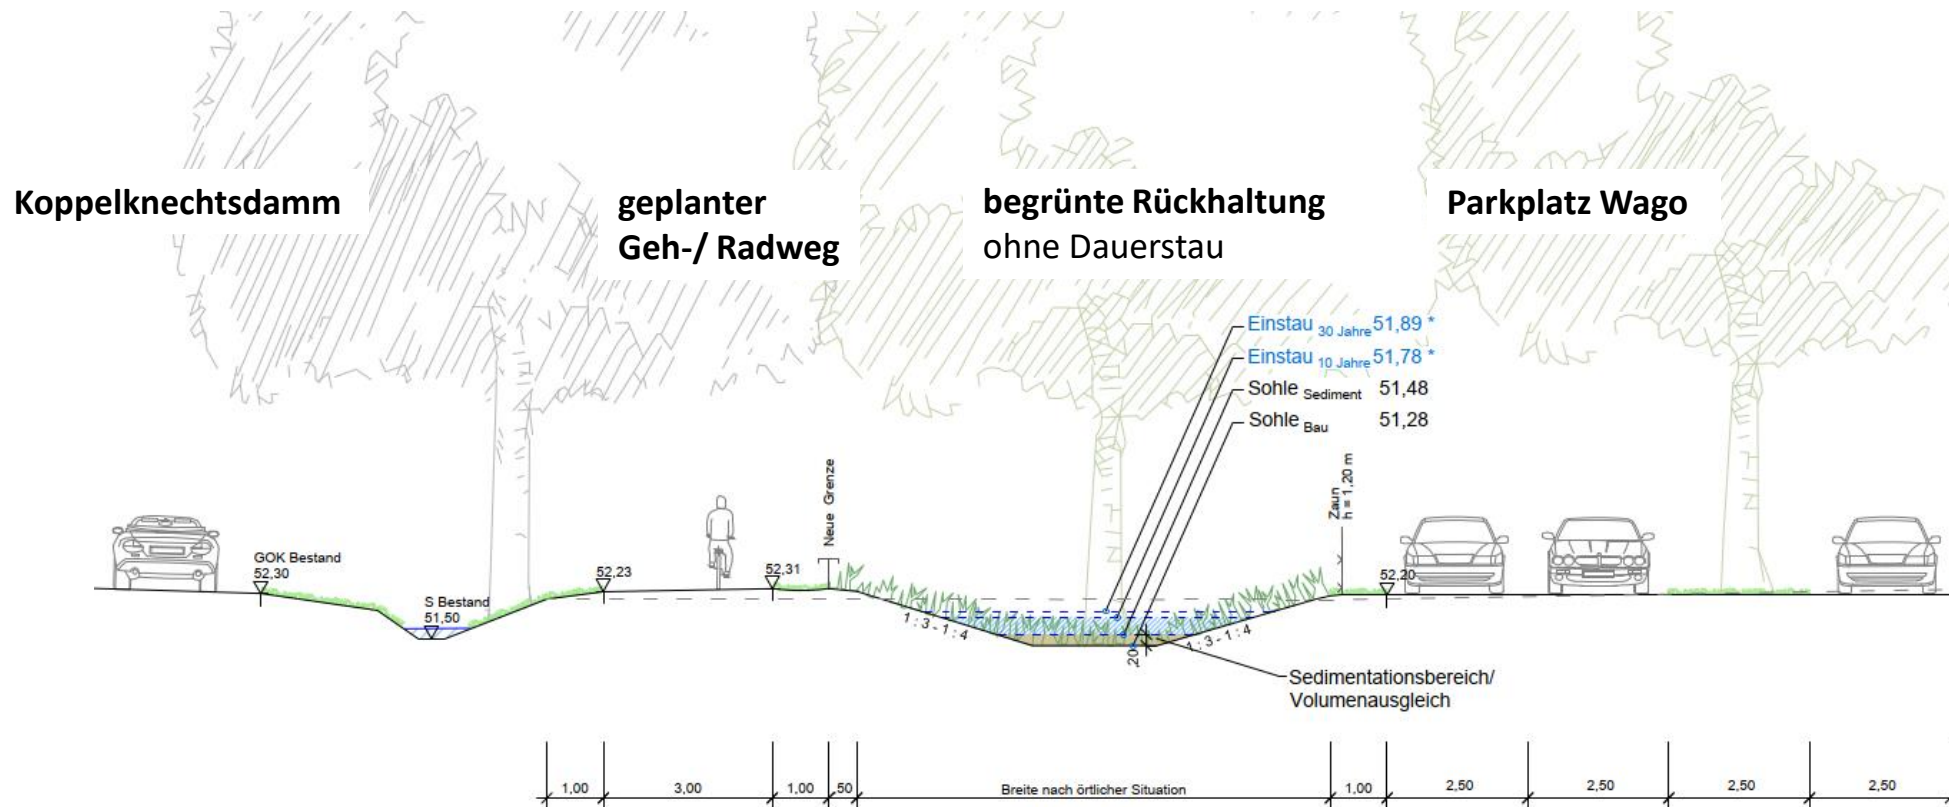 Koppelknechtsdamm
geplanter
Geh-/ Radweg
begrünte Rückhaltung
ohne Dauerstau
Parkplatz Wago
Einstau 30 Jahre 51,89 *
Einstau 10 Jahre 51,78 *
Sohle Sediment 51,48
Sohle Bau 51,28
Neue Grenze
Zaun
h = 1,20 m
GOK Bestand
52,30
S Bestand
51,50
52,23
52,31
52,20
1:3 - 1:4
1:3 - 1:4
20
Sedimentationsbereich/
Volumenausgleich
1,00 3,00 1,00 50 Breite nach örtlicher Situation 1,00 2,50 2,50 2,50 2,50